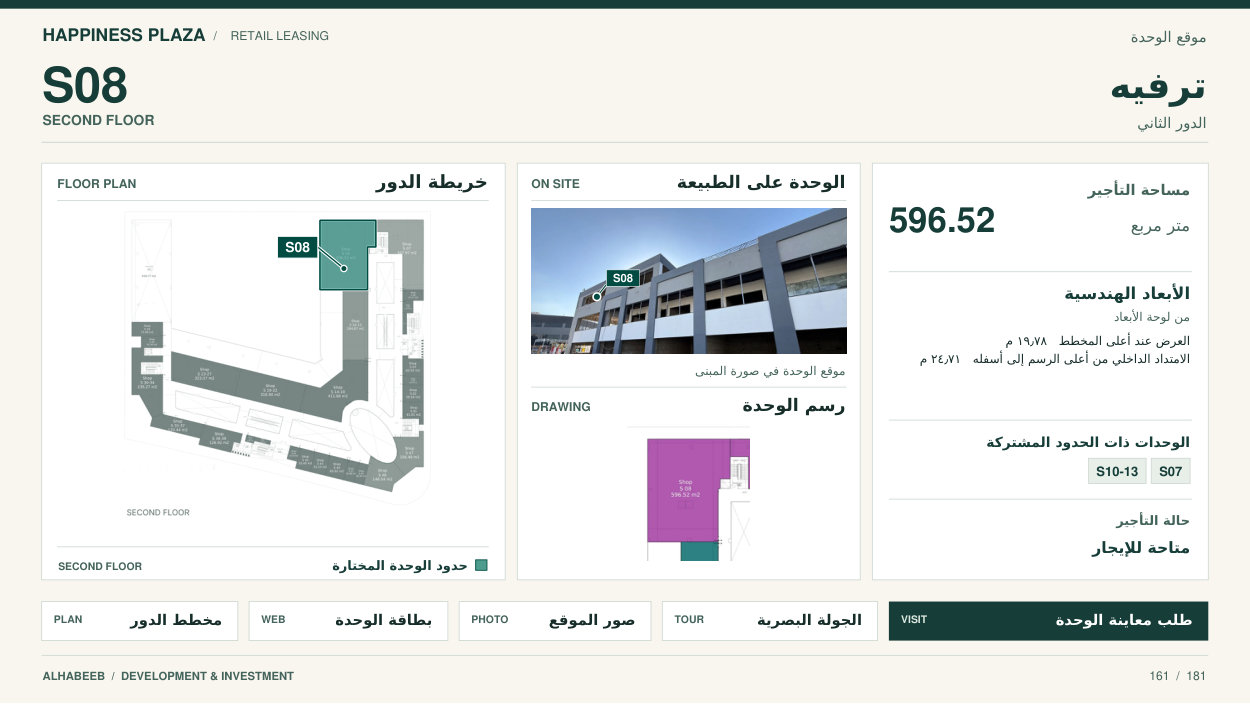 HAPPINESS PLAZA / RETAIL LEASING
موقع الوحدة
S08
ترفيه
SECOND FLOOR
الدور الثاني
FLOOR PLAN
خريطة الدور
S08
SECOND FLOOR
SECOND FLOOR
حدود الوحدة المختارة
ON SITE
الوحدة على الطبيعة
S08
موقع الوحدة في صورة المبنى
DRAWING
رسم الوحدة
Shop
S 08
596.52 m2
مساحة التأجير
596.52
متر مربع
الأبعاد الهندسية
من لوحة الأبعاد
العرض عند أعلى المخطط ١٩٫٧٨ م
الامتداد الداخلي من أعلى الرسم إلى أسفله ٢٤٫٧١ م
الوحدات ذات الحدود المشتركة
S07
S10-13
حالة التأجير
متاحة للإيجار
PLAN
مخطط الدور
WEB
بطاقة الوحدة
PHOTO
صور الموقع
TOUR
الجولة البصرية
VISIT
طلب معاينة الوحدة
ALHABEEB / DEVELOPMENT & INVESTMENT
161 / 181